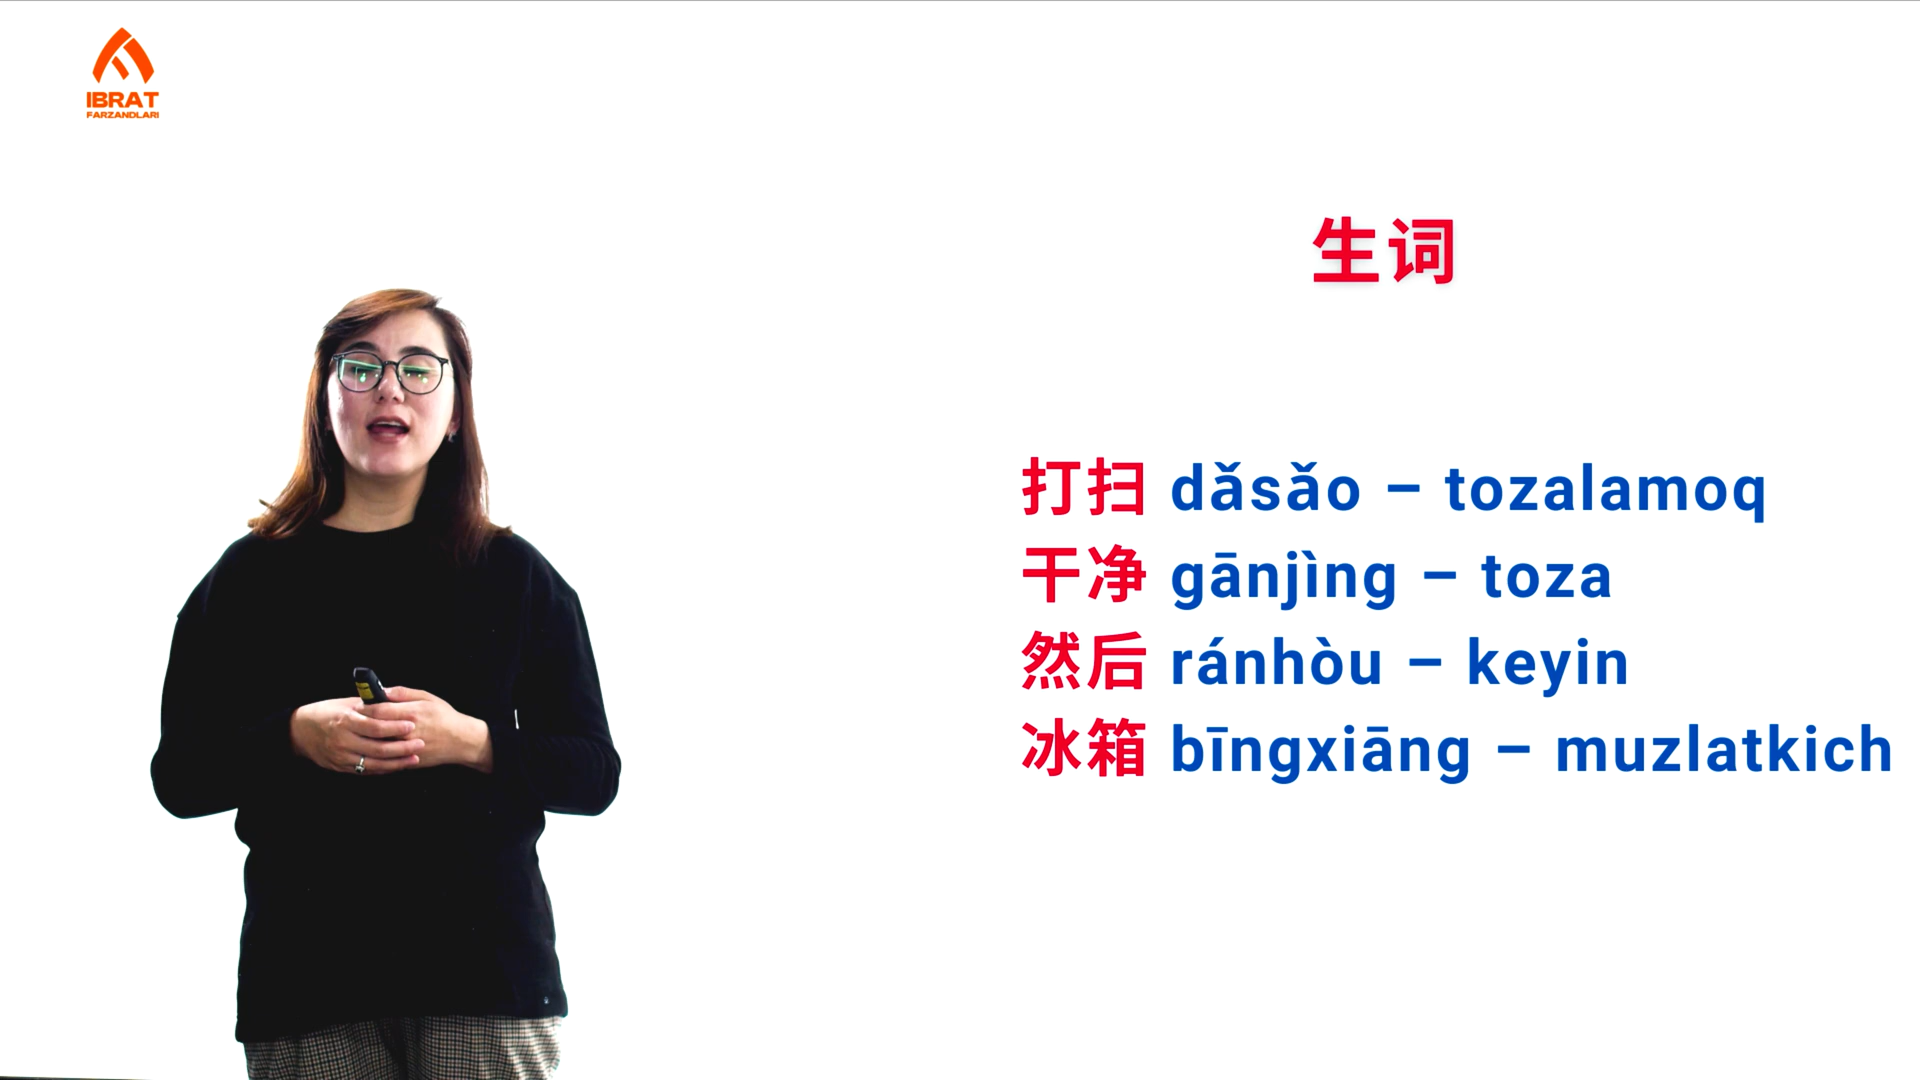 IBRAT
FARZANDLARI
生词
打扫 dǎsǎo – tozalamoq
干净 gānjìng – toza
然后 ránhòu – keyin
冰箱 bīngxiāng – muzlatkich